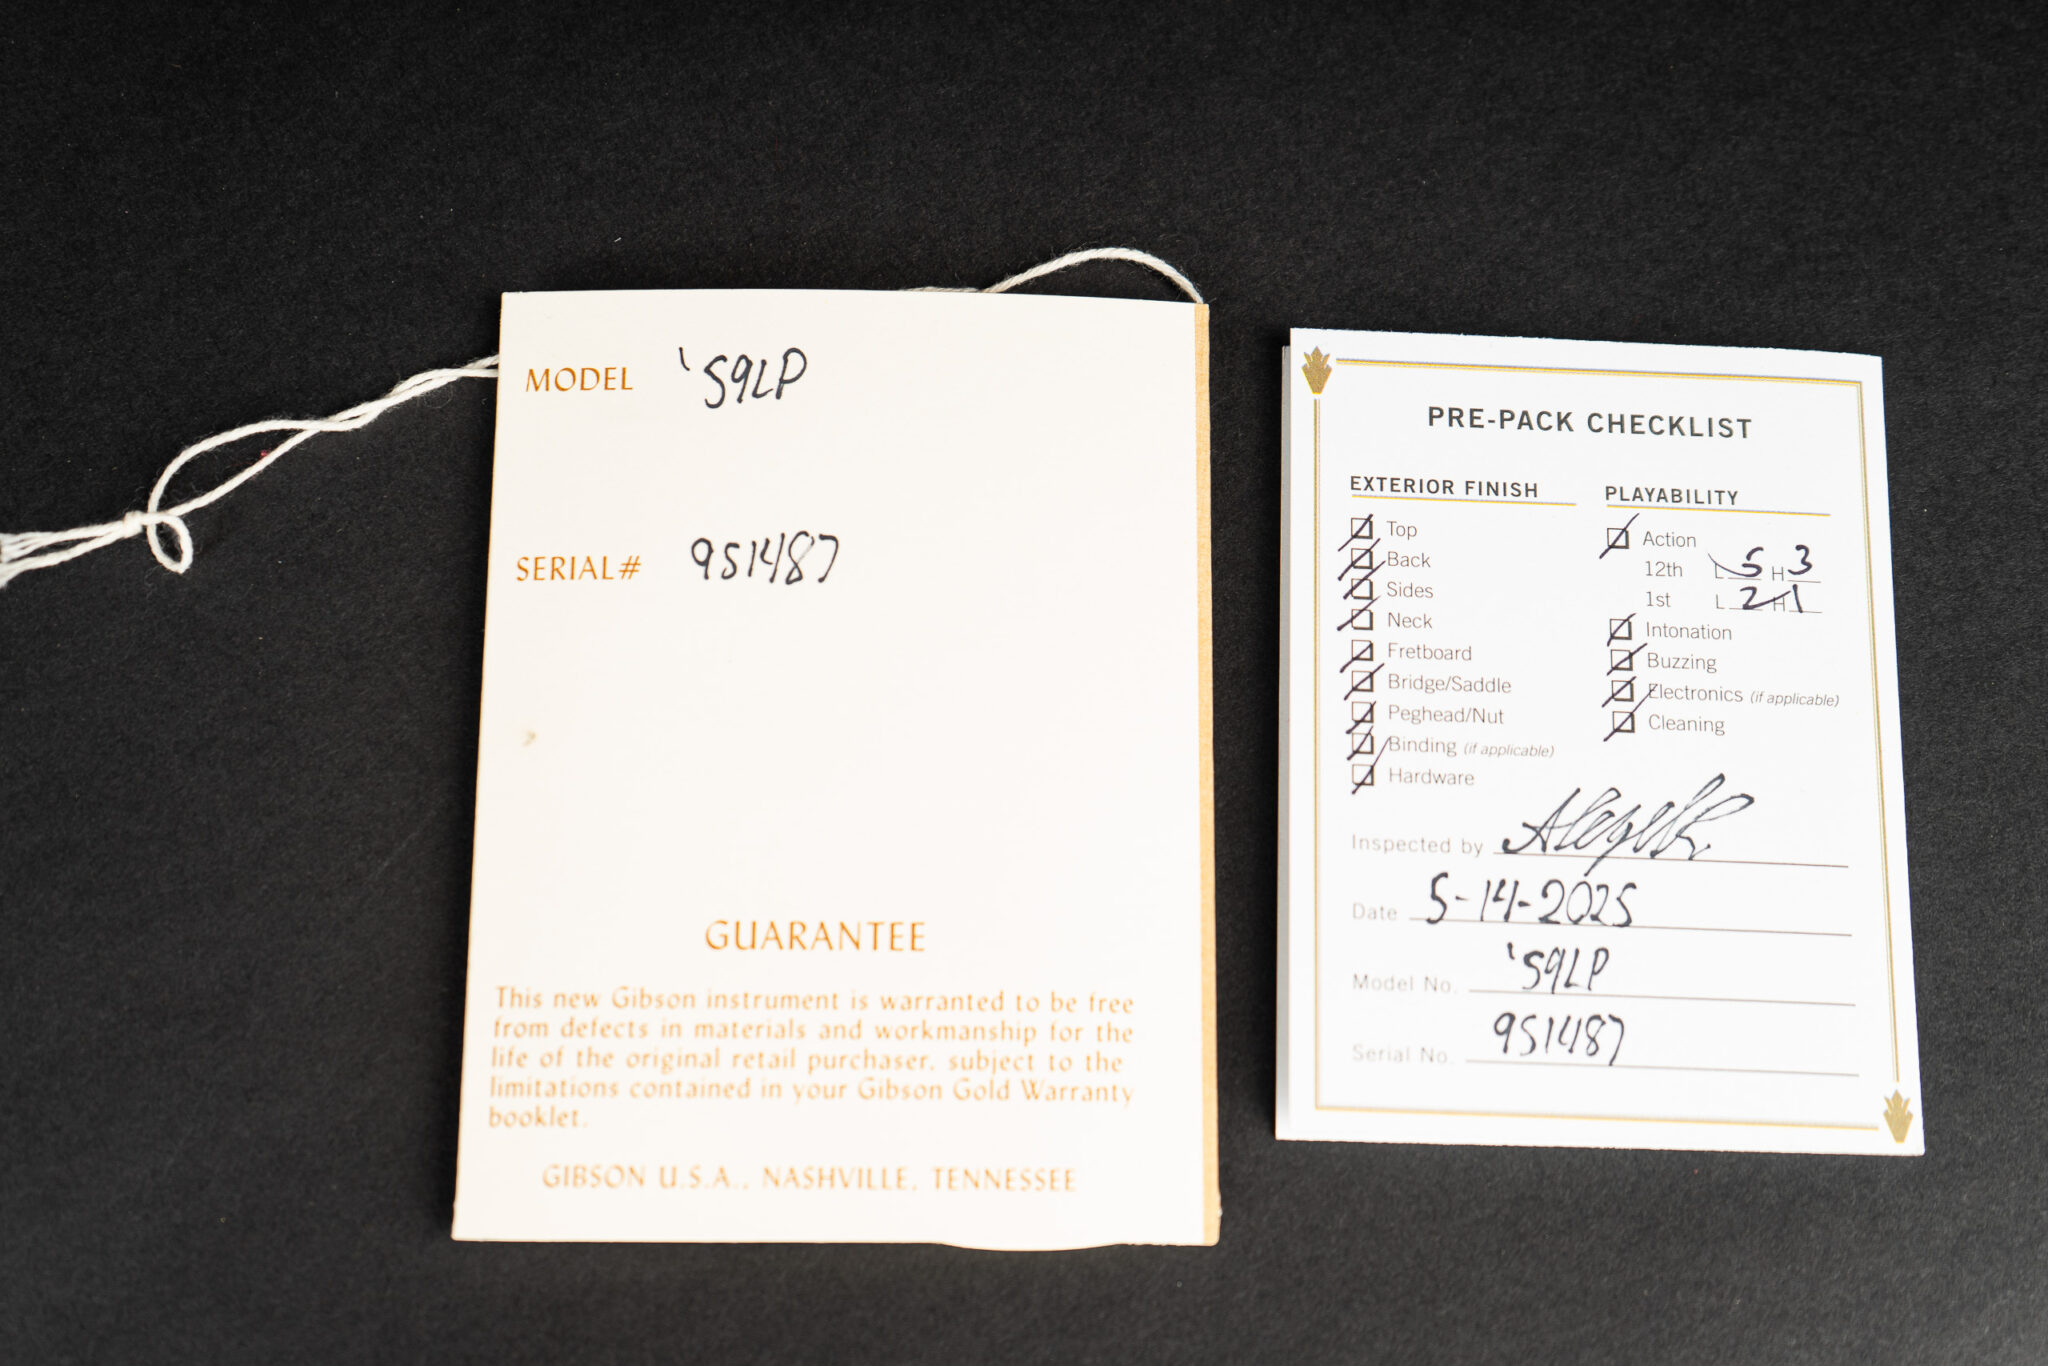 MODEL '59LP
SERIAL# 951487
GUARANTEE
This new Gibson instrument is warranted to be free
from defects in materials and workmanship for the
life of the original retail purchaser, subject to the
limitations contained in your Gibson Gold Warranty
booklet.
GIBSON U.S.A., NASHVILLE, TENNESSEE
PRE-PACK CHECKLIST
EXTERIOR FINISH
Top
Back
Sides
Neck
Fretboard
Bridge/Saddle
Peghead/Nut
Binding (if applicable)
Hardware
PLAYABILITY
Action
12th L 5 H 3
1st L 2 H 1
Intonation
Buzzing
Electronics (if applicable)
Cleaning
Inspected by
Date 5-14-2025
Model No. '59LP
Serial No. 951487